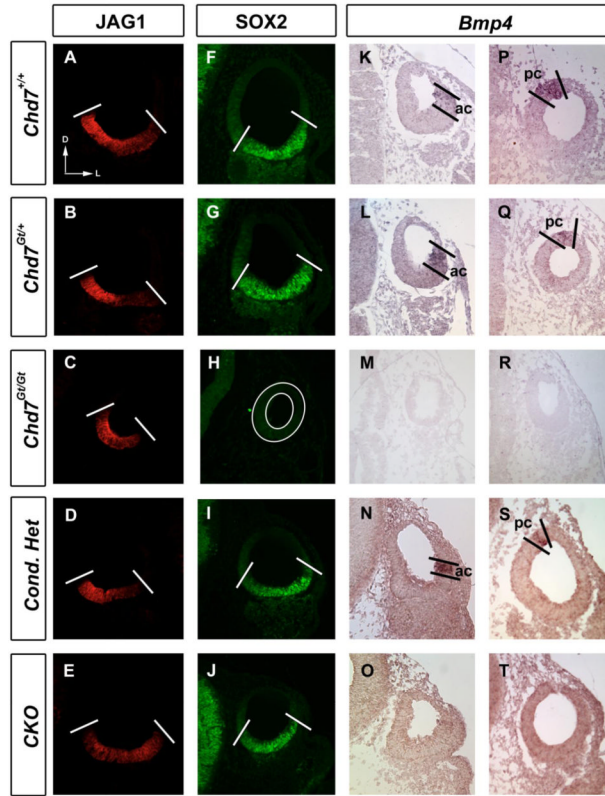 JAG1 SOX2 Bmp4
Chd7+/+ A F K P
D
L
ac
pc
Chd7Gt/+ B G L Q
ac
pc
Chd7Gt/Gt C H M R
Cond. Het D I N S
ac
pc
CKO E J O T